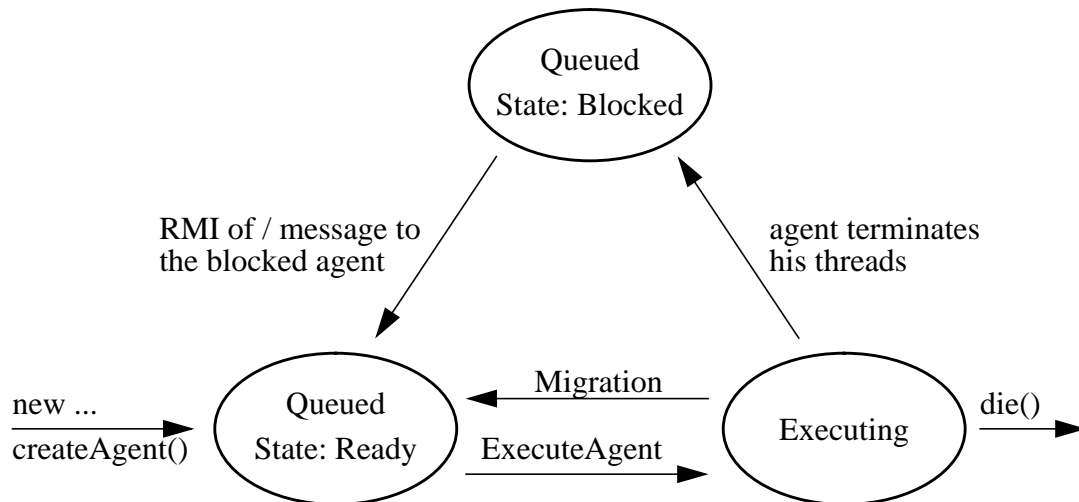 Queued
State: Blocked
RMI of / message to
the blocked agent
agent terminates
his threads
new ...
createAgent()
Queued
State: Ready
Migration
ExecuteAgent
Executing
die()